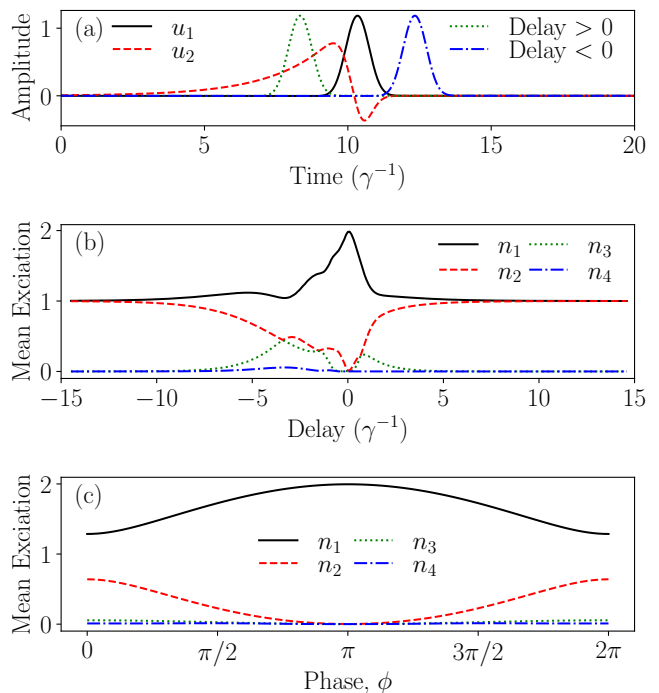 (a)
u₁
u₂
Delay > 0
Delay < 0
Amplitude
1
0
0 5 10 15 20
Time (γ⁻¹)
(b)
n₁ n₃
n₂ n₄
Mean Exciation
2
1
0
−15 −10 −5 0 5 10 15
Delay (γ⁻¹)
(c)
n₁ n₃
n₂ n₄
Mean Exciation
2
1
0
0 π/2 π 3π/2 2π
Phase, ϕ